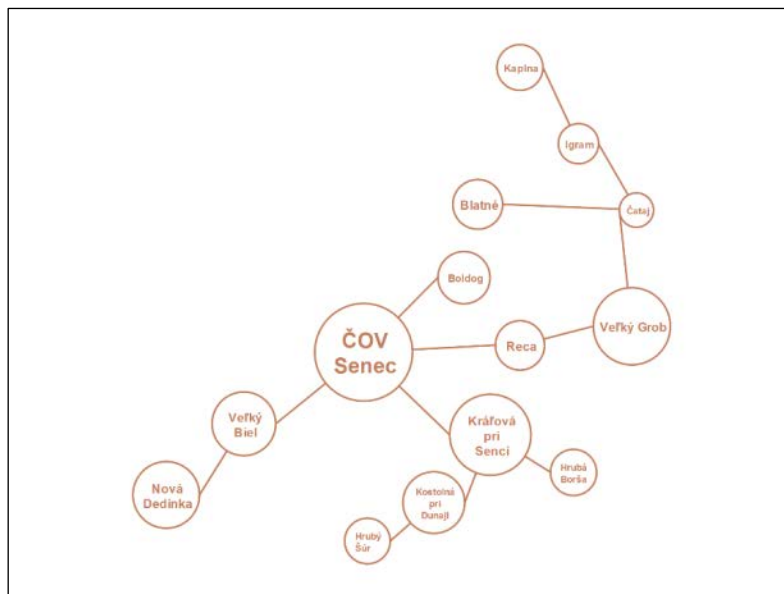 Kaplna
Igram
Blatné
Čataj
Boldog
ČOV
Senec
Reca
Veľký Grob
Veľký
Biel
Kráľová
pri
Senci
Nová
Dedinka
Kostolná
pri
Dunaji
Hrubá
Borša
Hrubý
Šúr